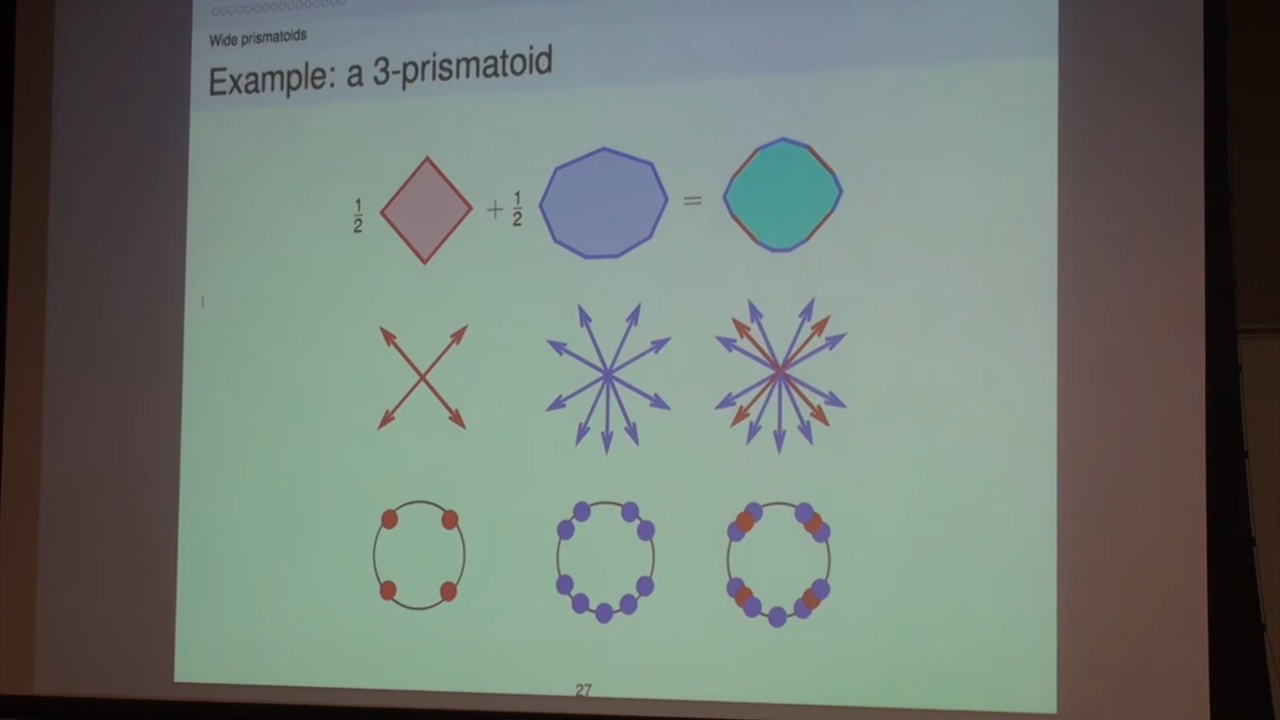 Wide prismatoids
Example: a 3-prismatoid
1/2 + 1/2 =
27